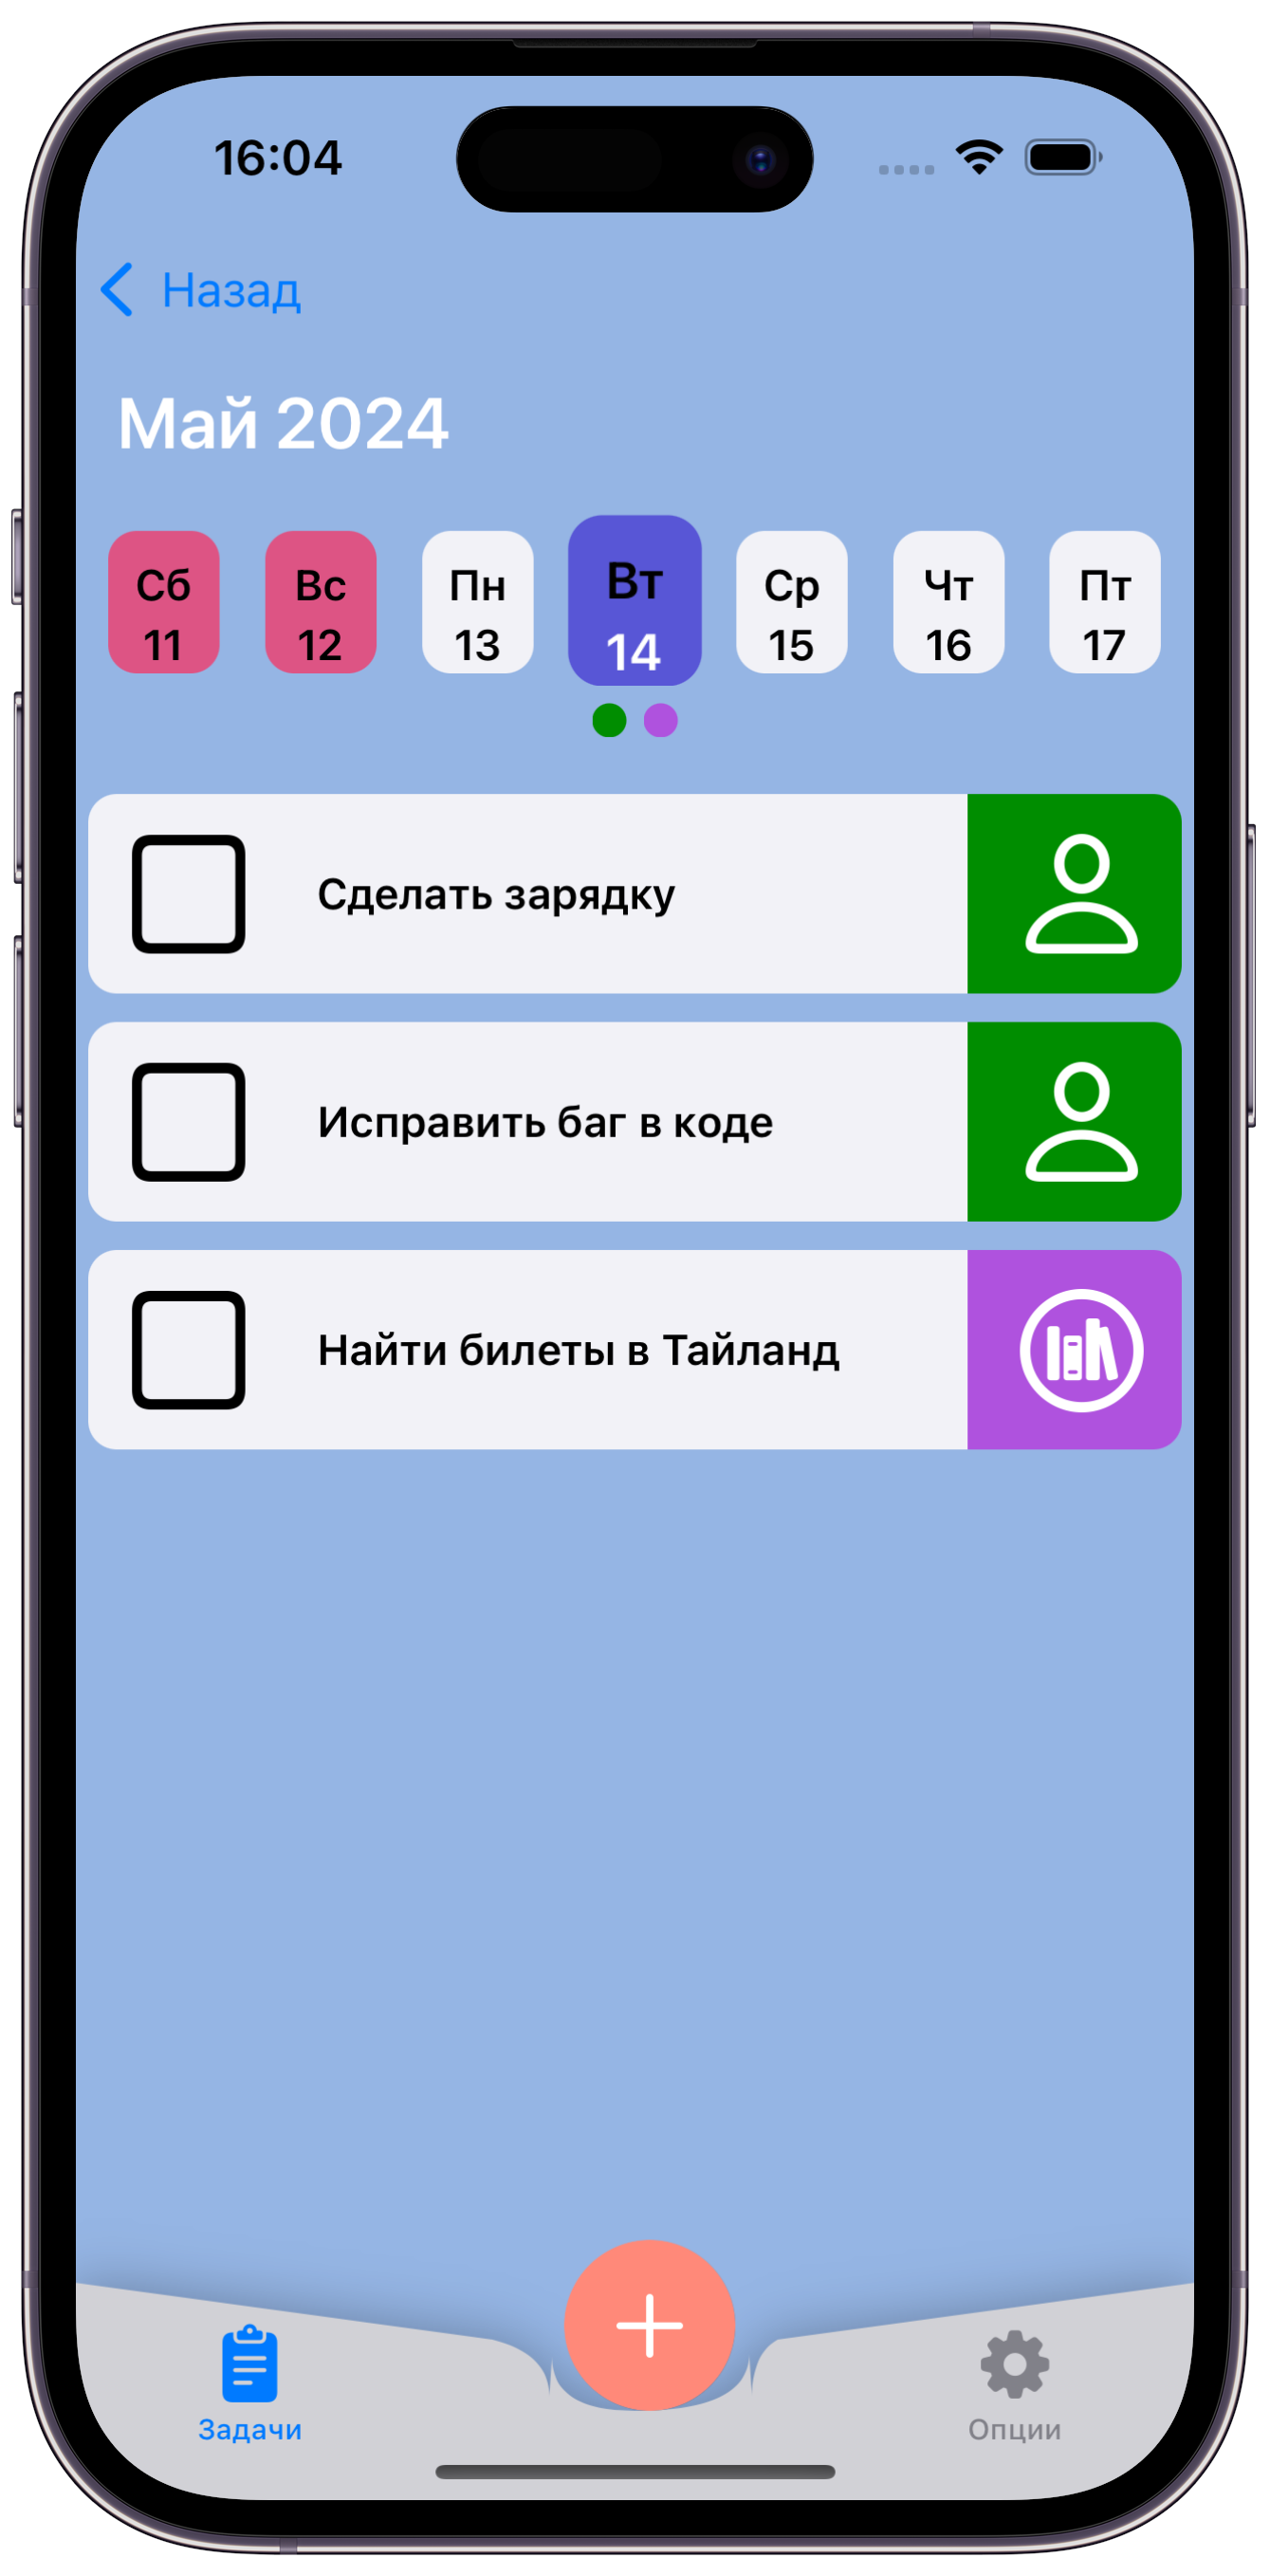 16:04
Назад
Май 2024
Сб Вс Пн Вт Ср Чт Пт
11 12 13 14 15 16 17
Сделать зарядку
Исправить баг в коде
Найти билеты в Тайланд
Задачи Опции